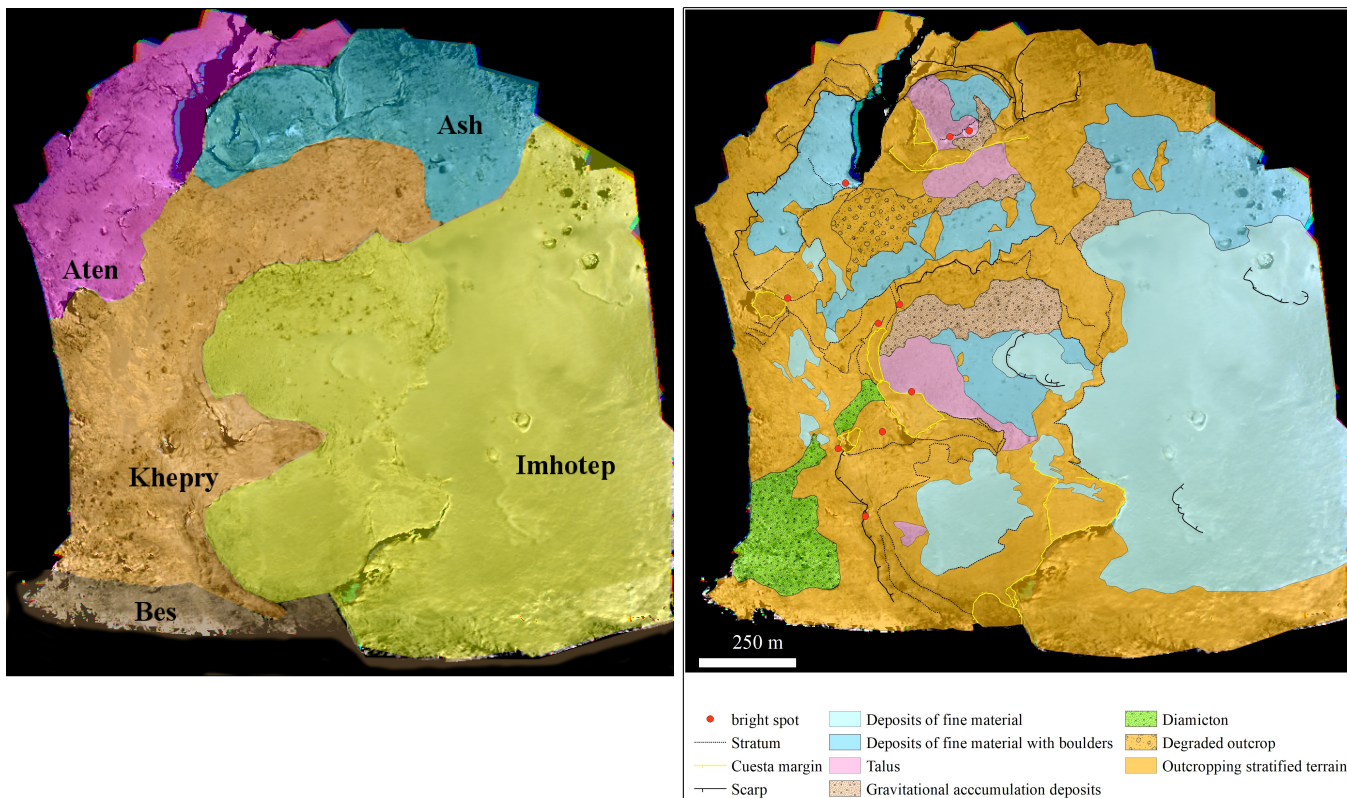 Ash
Aten
Imhotep
Khepry
Bes
250 m
bright spot
Stratum
Cuesta margin
Scarp
Deposits of fine material
Deposits of fine material with boulders
Talus
Gravitational acccumulation deposits
Diamicton
Degraded outcrop
Outcropping stratified terrain